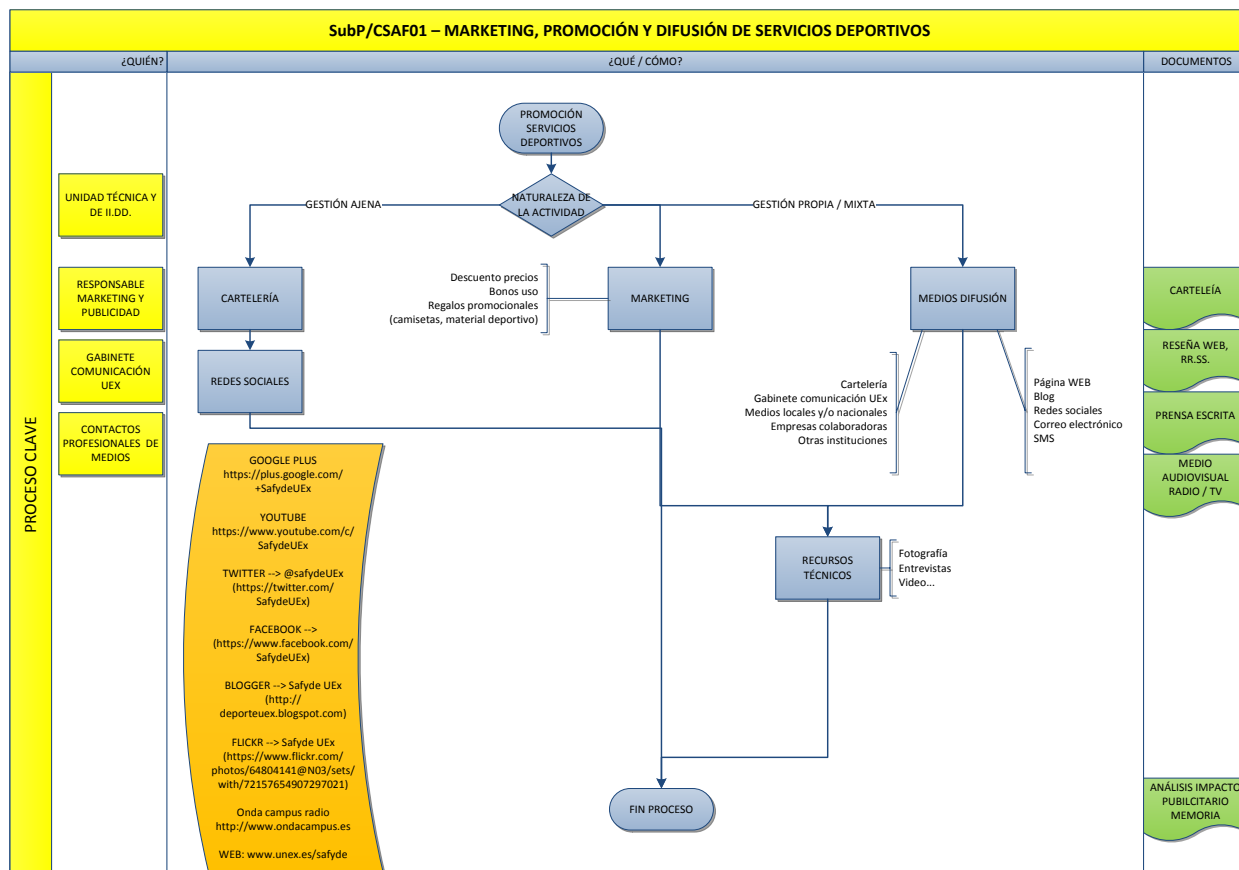 SubP/CSAF01 – MARKETING, PROMOCIÓN Y DIFUSIÓN DE SERVICIOS DEPORTIVOS
¿QUIÉN?
¿QUÉ / CÓMO?
DOCUMENTOS
PROCESO CLAVE
UNIDAD TÉCNICA Y
DE II.DD.
RESPONSABLE
MARKETING Y
PUBLICIDAD
GABINETE
COMUNICACIÓN
UEX
CONTACTOS
PROFESIONALES DE
MEDIOS
PROMOCIÓN
SERVICIOS
DEPORTIVOS
NATURALEZA DE
LA ACTIVIDAD
GESTIÓN AJENA
GESTIÓN PROPIA / MIXTA
CARTELERÍA
REDES SOCIALES
Descuento precios
Bonos uso
Regalos promocionales
(camisetas, material deportivo)
MARKETING
MEDIOS DIFUSIÓN
Cartelería
Gabinete comunicación UEx
Medios locales y/o nacionales
Empresas colaboradoras
Otras instituciones
Página WEB
Blog
Redes sociales
Correo electrónico
SMS
GOOGLE PLUS
https://plus.google.com/
+SafydeUEx
YOUTUBE
https://www.youtube.com/c/
SafydeUEx
TWITTER --> @safydeUEx
(https://twitter.com/
SafydeUEx)
FACEBOOK -->
(https://www.facebook.com/
SafydeUEx)
BLOGGER --> Safyde UEx
(http://
deporteuex.blogspot.com)
FLICKR --> Safyde UEx
(https://www.flickr.com/
photos/64804141@N03/sets/
with/72157654907297021)
Onda campus radio
http://www.ondacampus.es
WEB: www.unex.es/safyde
RECURSOS
TÉCNICOS
Fotografía
Entrevistas
Video...
FIN PROCESO
CARTELEÍA
RESEÑA WEB,
RR.SS.
PRENSA ESCRITA
MEDIO
AUDIOVISUAL
RADIO / TV
ANÁLISIS IMPACTO
PUBILCITARIO
MEMORIA